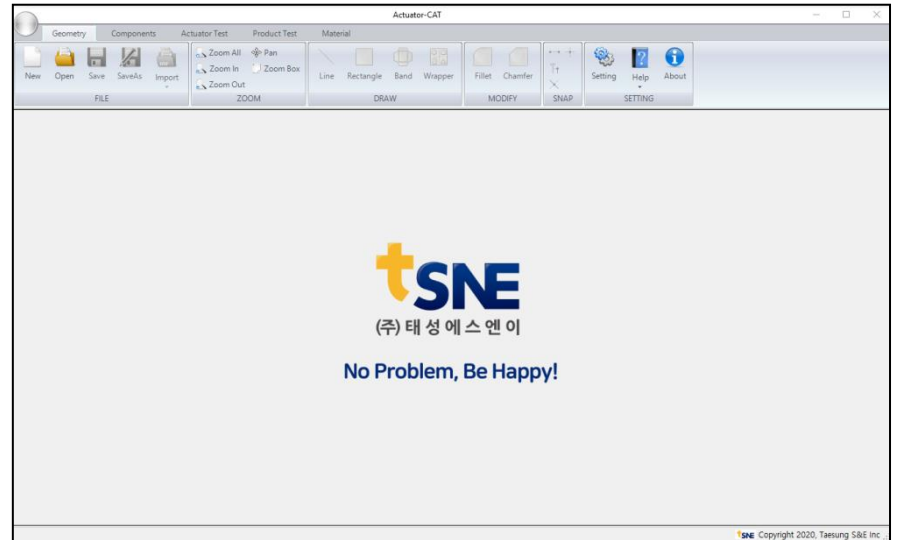 Actuator-CAT
Geometry Components Actuator Test Product Test Material
New Open Save SaveAs Import
Zoom All Pan
Zoom In Zoom Box
Zoom Out
Line Rectangle Band Wrapper
Fillet Chamfer
Setting Help About
FILE ZOOM DRAW MODIFY SNAP SETTING
tSNE
(주)태성에스엔이
No Problem, Be Happy!
tSNE Copyright 2020, Taesung S&E Inc